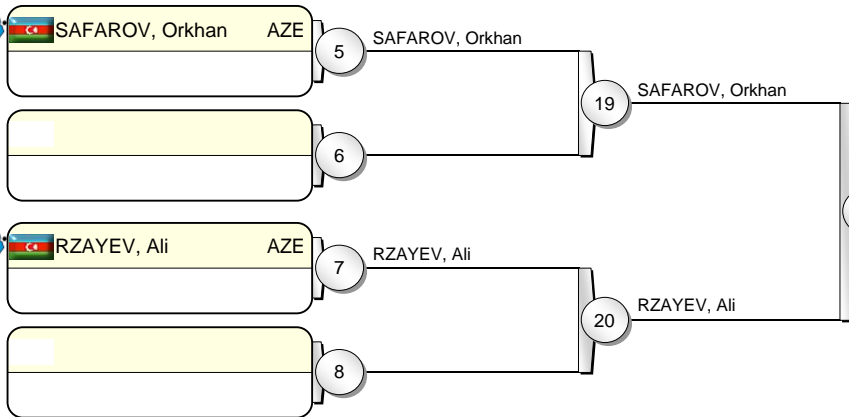 SAFAROV, Orkhan AZE
5
SAFAROV, Orkhan
19
SAFAROV, Orkhan
6
RZAYEV, Ali AZE
7
RZAYEV, Ali
20
RZAYEV, Ali
8